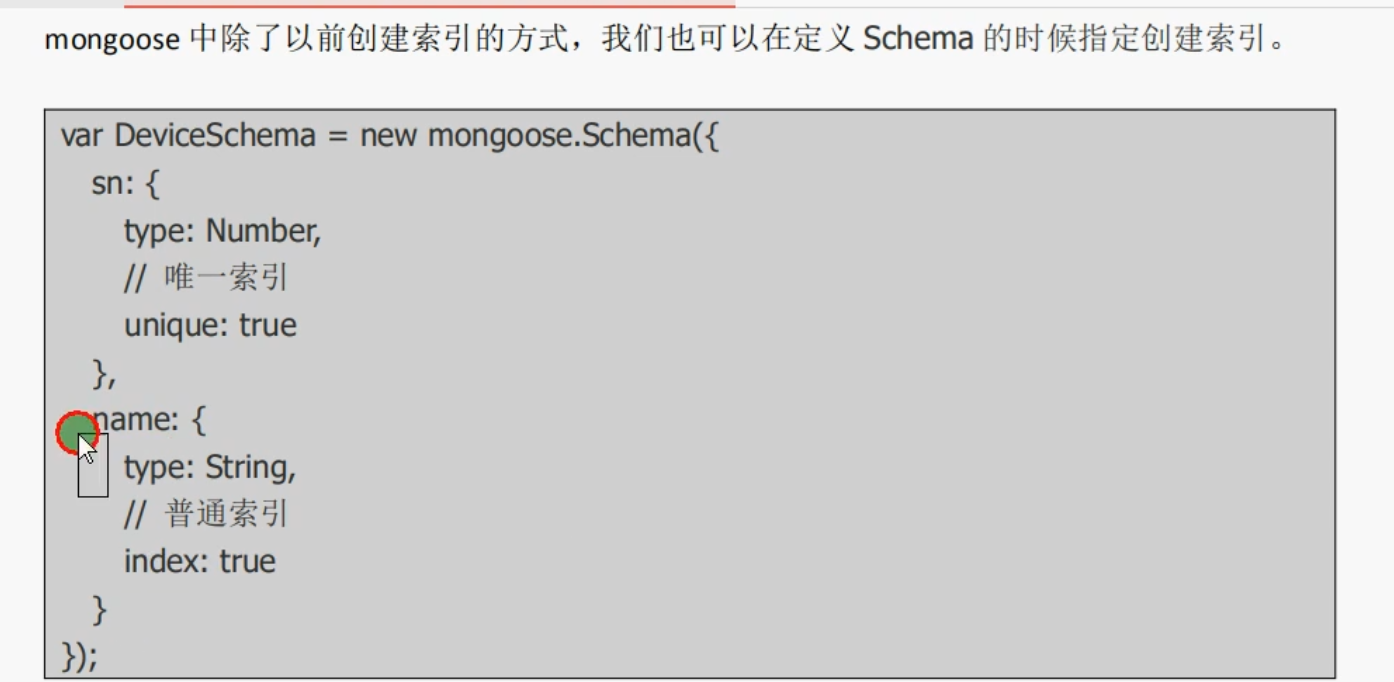 mongoose 中除了以前创建索引的方式，我们也可以在定义 Schema 的时候指定创建索引。
var DeviceSchema = new mongoose.Schema({
sn: {
type: Number,
// 唯一索引
unique: true
},
name: {
type: String,
// 普通索引
index: true
}
});